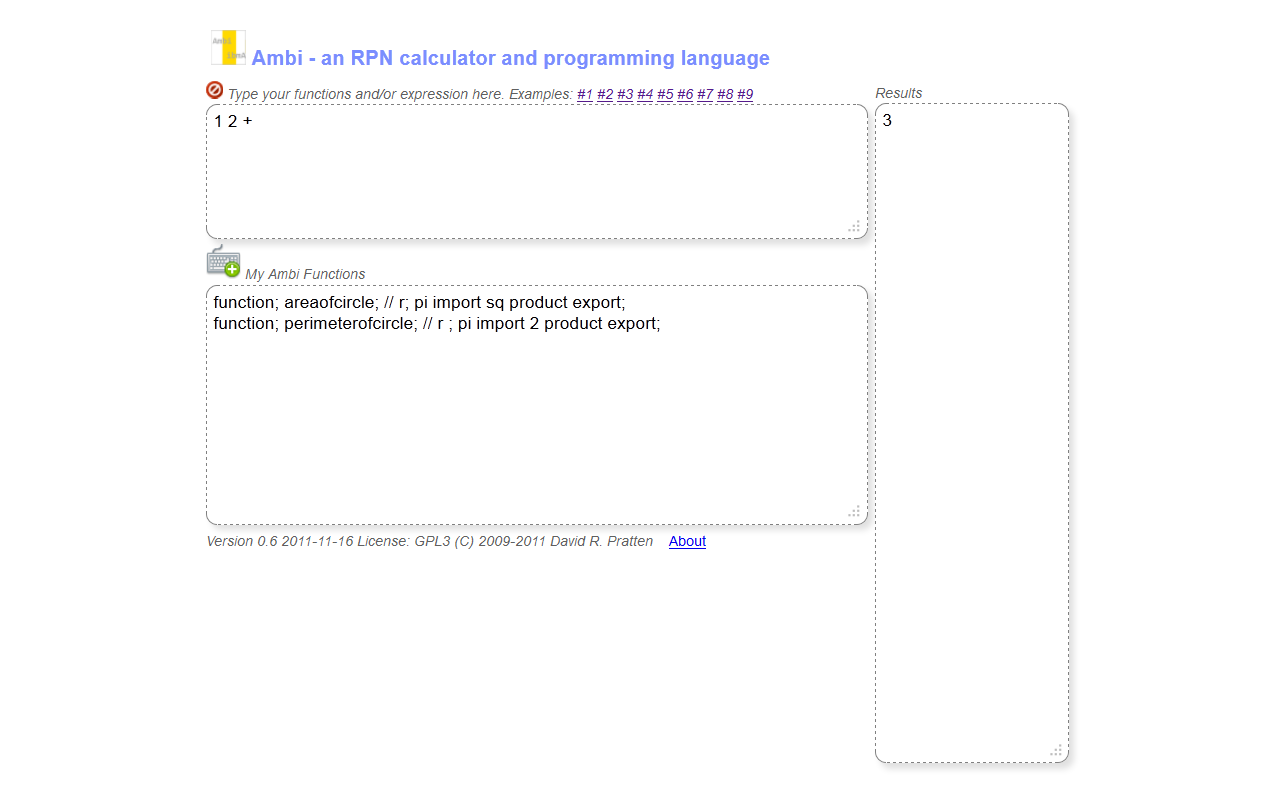 Ambi - an RPN calculator and programming language
Type your functions and/or expression here. Examples: #1 #2 #3 #4 #5 #6 #7 #8 #9
1 2 +
My Ambi Functions
function; areaofcircle; // r; pi import sq product export;
function; perimeterofcircle; // r ; pi import 2 product export;
Version 0.6 2011-11-16 License: GPL3 (C) 2009-2011 David R. Pratten About
Results
3